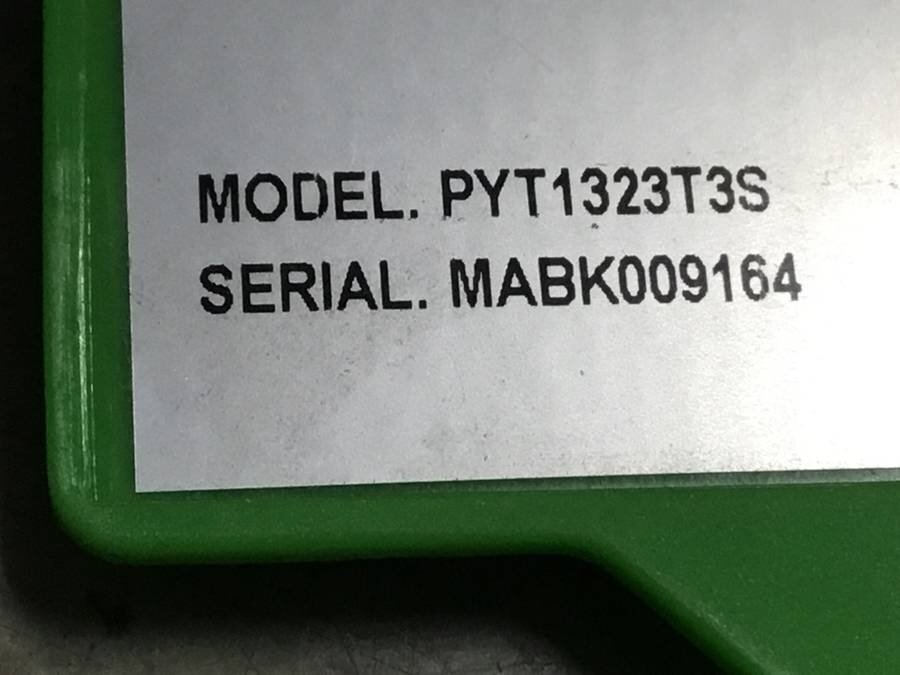 MODEL. PYT1323T3S
SERIAL. MABK009164